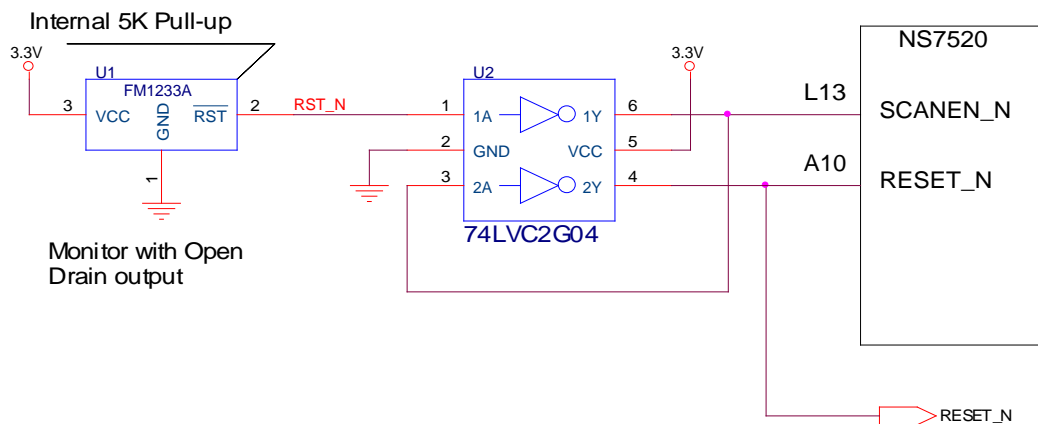 Internal 5K Pull-up
3.3V
U1
FM1233A
3
VCC
GND
RST
2
1
RST_N
Monitor with Open
Drain output
U2
3.3V
1
1A
1Y
6
2
GND
VCC
5
3
2A
2Y
4
74LVC2G04
NS7520
L13
SCANEN_N
A10
RESET_N
RESET_N